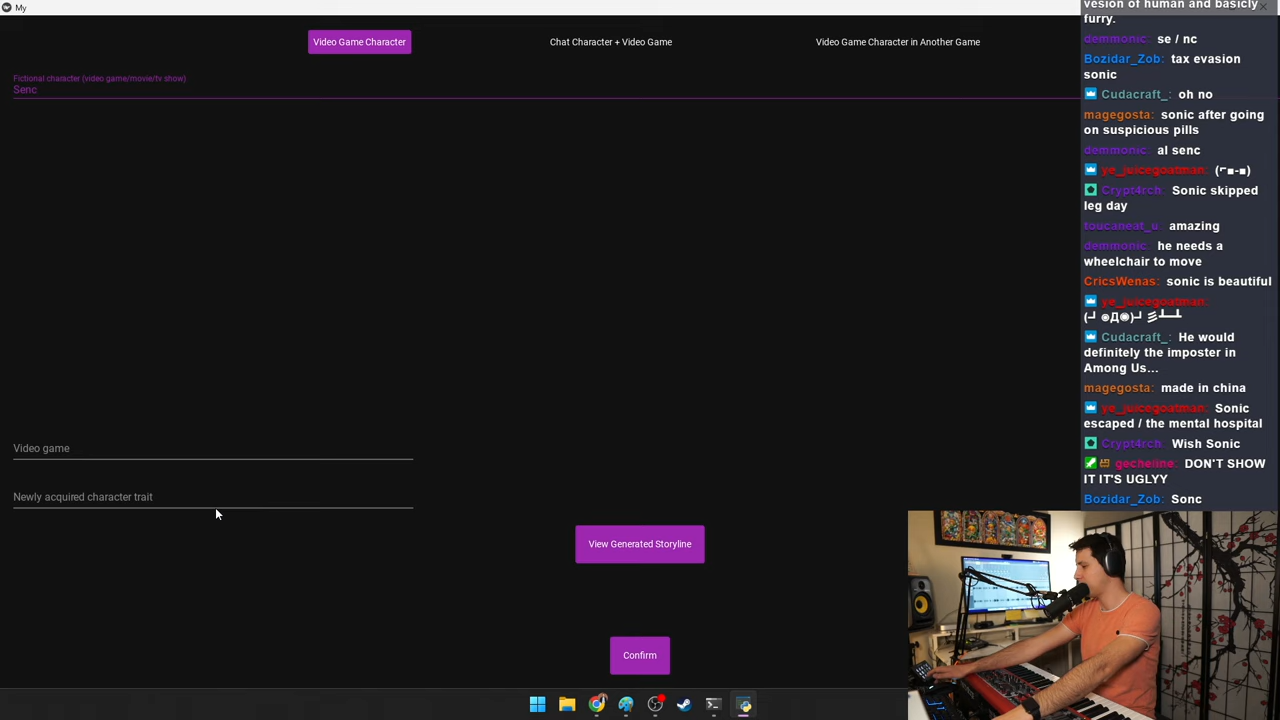 My
Video Game Character
Chat Character + Video Game
Video Game Character in Another Game
Fictional character (video game/movie/tv show)
Senc
Video game
Newly acquired character trait
View Generated Storyline
Confirm
vesion of human and basicly
furry.
demmonic: se / nc
Bozidar_Zob: tax evasion
sonic
Cudacraft_: oh no
magegosta: sonic after going
on suspicious pills
demmonic: al senc
ye_juicegoatman: (⌐■-■)
Crypt4rch: Sonic skipped
leg day
toucaneat_u: amazing
demmonic: he needs a
wheelchair to move
CricsWenas: sonic is beautiful
ye_juicegoatman:
(┛◉Д◉)┛彡┻━┻
Cudacraft_: He would
definitely the imposter in
Among Us...
magegosta: made in china
ye_juicegoatman: Sonic
escaped / the mental hospital
Crypt4rch: Wish Sonic
gecheiine: DON'T SHOW
IT IT'S UGLYY
Bozidar_Zob: Sonc